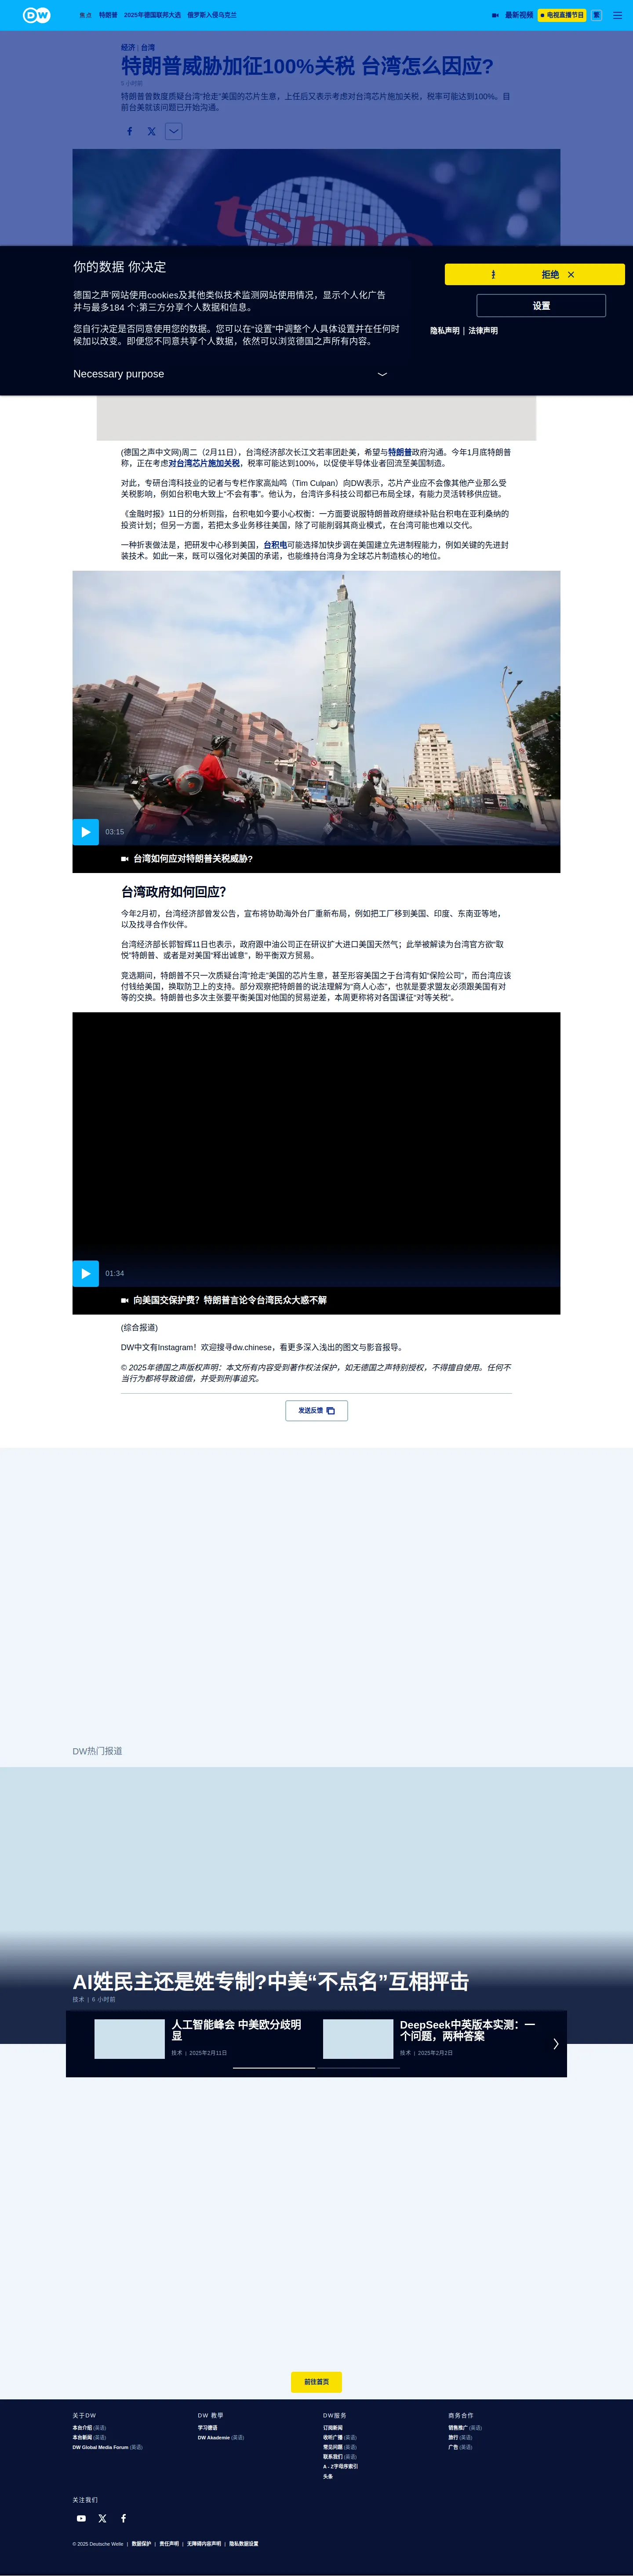 DW
焦点 特朗普 2025年德国联邦大选 俄罗斯入侵乌克兰
最新视频 电视直播节目 繁
经济 | 台湾
特朗普威胁加征100%关税 台湾怎么因应?
5 小时前
特朗普曾数度质疑台湾“抢走”美国的芯片生意，上任后又表示考虑对台湾芯片施加关税，税率可能达到100%。目
前台美就该问题已开始沟通。
tsmc
你的数据 你决定
德国之声’网站使用cookies及其他类似技术监测网站使用情况，显示个人化广告
并与最多184 个;第三方分享个人数据和信息。
您自行决定是否同意使用您的数据。您可以在“设置”中调整个人具体设置并在任何时
候加以改变。即便您不同意共享个人数据，依然可以浏览德国之声所有内容。
Necessary purpose
拒绝
设置
隐私声明 | 法律声明
(德国之声中文网)周二（2月11日），台湾经济部次长江文若率团赴美，希望与特朗普政府沟通。今年1月底特朗普
称，正在考虑对台湾芯片施加关税，税率可能达到100%，以促使半导体业者回流至美国制造。
对此，专研台湾科技业的记者与专栏作家高灿鸣（Tim Culpan）向DW表示，芯片产业应不会像其他产业那么受
关税影响，例如台积电大致上“不会有事”。他认为，台湾许多科技公司都已布局全球，有能力灵活转移供应链。
《金融时报》11日的分析则指，台积电如今要小心权衡：一方面要说服特朗普政府继续补贴台积电在亚利桑纳的
投资计划；但另一方面，若把太多业务移往美国，除了可能削弱其商业模式，在台湾可能也难以交代。
一种折衷做法是，把研发中心移到美国，台积电可能选择加快步调在美国建立先进制程能力，例如关键的先进封
装技术。如此一来，既可以强化对美国的承诺，也能维持台湾身为全球芯片制造核心的地位。
03:15
台湾如何应对特朗普关税威胁?
台湾政府如何回应？
今年2月初，台湾经济部曾发公告，宣布将协助海外台厂重新布局，例如把工厂移到美国、印度、东南亚等地，
以及找寻合作伙伴。
台湾经济部长郭智辉11日也表示，政府跟中油公司正在研议扩大进口美国天然气；此举被解读为台湾官方欲“取
悦”特朗普、或者是对美国“释出诚意”，盼平衡双方贸易。
竞选期间，特朗普不只一次质疑台湾“抢走”美国的芯片生意，甚至形容美国之于台湾有如“保险公司”，而台湾应该
付钱给美国，换取防卫上的支持。部分观察把特朗普的说法理解为“商人心态”，也就是要求盟友必须跟美国有对
等的交换。特朗普也多次主张要平衡美国对他国的贸易逆差，本周更称将对各国课征“对等关税”。
01:34
向美国交保护费？特朗普言论令台湾民众大惑不解
(综合报道)
DW中文有Instagram！欢迎搜寻dw.chinese，看更多深入浅出的图文与影音报导。
© 2025年德国之声版权声明：本文所有内容受到著作权法保护，如无德国之声特别授权，不得擅自使用。任何不
当行为都将导致追偿，并受到刑事追究。
发送反馈
DW热门报道
AI姓民主还是姓专制?中美“不点名”互相抨击
技术 | 6 小时前
人工智能峰会 中美欧分歧明
显
技术 | 2025年2月11日
DeepSeek中英版本实测：一
个问题，两种答案
技术 | 2025年2月2日
前往首页
关于DW
本台介绍 (英语)
本台新闻 (英语)
DW Global Media Forum (英语)
DW 教学
学习德语
DW Akademie (英语)
DW服务
订阅新闻
收听广播 (英语)
常见问题 (英语)
联系我们 (英语)
A - Z字母序索引
头条
商务合作
销售推广 (英语)
旅行 (英语)
广告 (英语)
关注我们
© 2025 Deutsche Welle | 数据保护 | 责任声明 | 无障碍内容声明 | 隐私数据设置